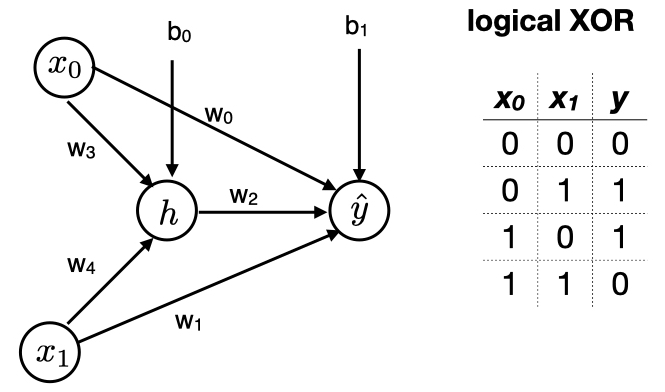 logical XOR
b₀
b₁
x₀
w₀
w₃
h
w₂
ŷ
w₄
w₁
x₁
x₀ x₁ y
0 0 0
0 1 1
1 0 1
1 1 0